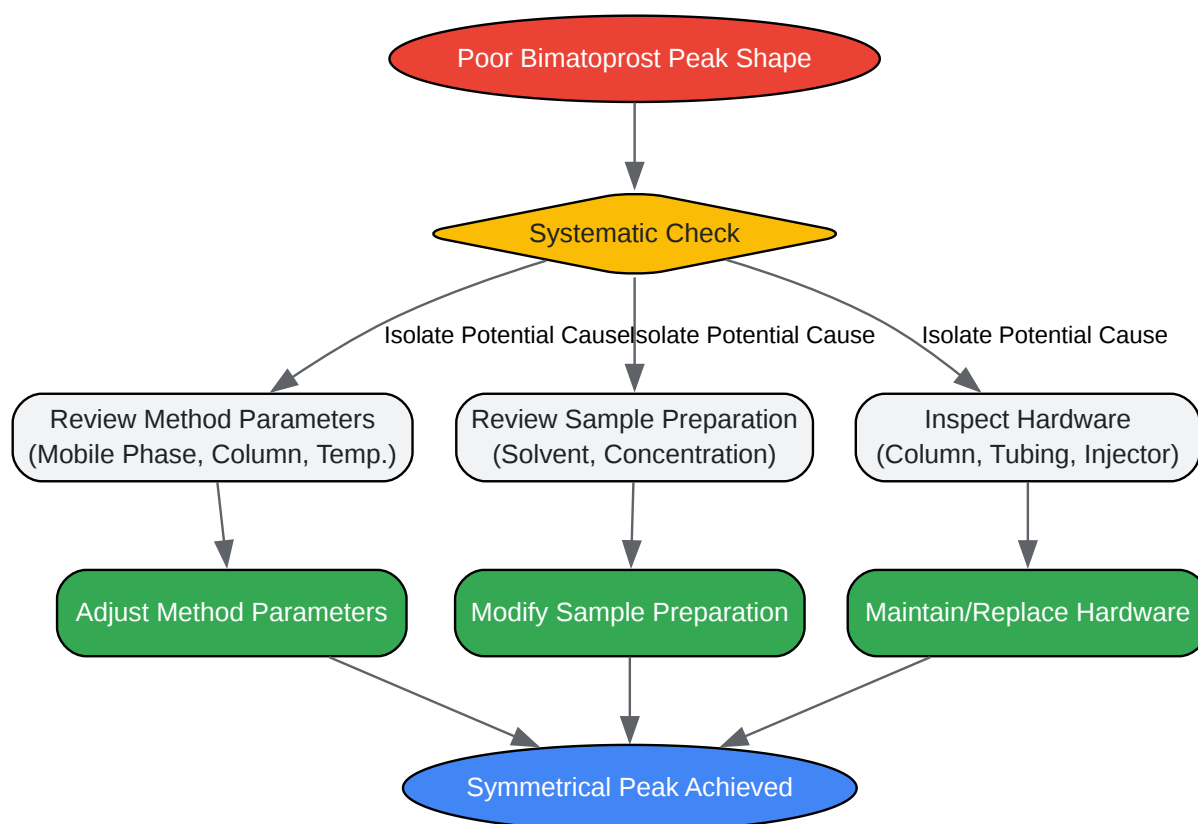 Poor Bimatoprost Peak Shape
Systematic Check
Isolate Potential Cause
Isolate Potential Cause
Isolate Potential Cause
Review Method Parameters
(Mobile Phase, Column, Temp.)
Review Sample Preparation
(Solvent, Concentration)
Inspect Hardware
(Column, Tubing, Injector)
Adjust Method Parameters
Modify Sample Preparation
Maintain/Replace Hardware
Symmetrical Peak Achieved